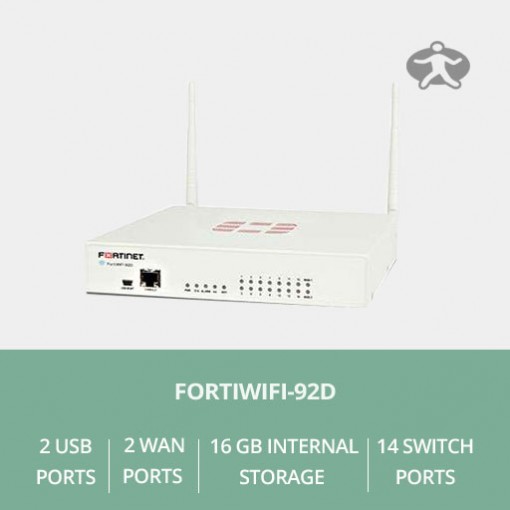 FORTINET
FORTIWIFI-92D
2 USB PORTS
2 WAN PORTS
16 GB INTERNAL STORAGE
14 SWITCH PORTS